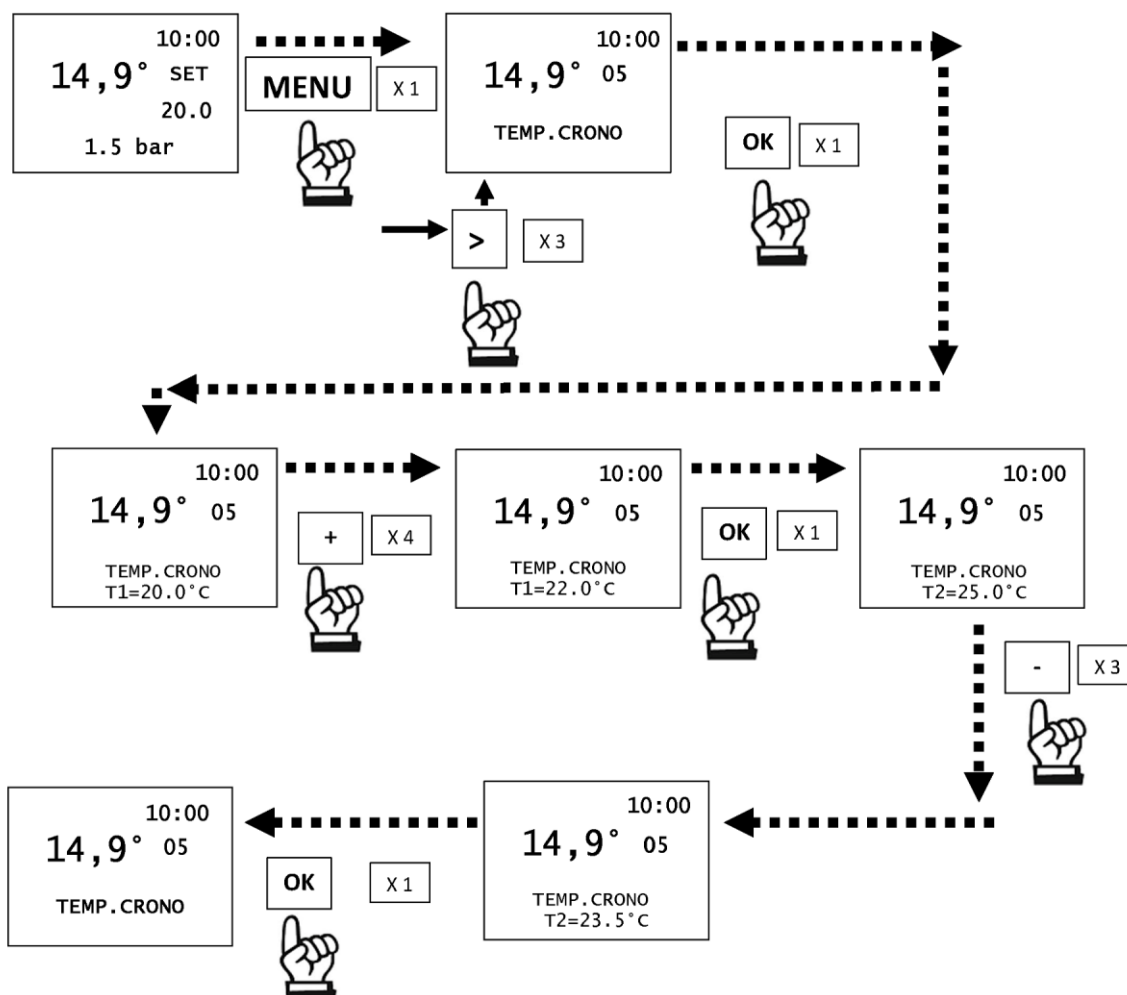 10:00
14,9° SET
20.0
1.5 bar
MENU X 1
10:00
14,9° 05
TEMP.CRONO
> X 3
OK X 1
10:00
14,9° 05
TEMP.CRONO
T1=20.0°C
+ X 4
10:00
14,9° 05
TEMP.CRONO
T1=22.0°C
OK X 1
10:00
14,9° 05
TEMP.CRONO
T2=25.0°C
- X 3
10:00
14,9° 05
TEMP.CRONO
T2=23.5°C
OK X 1
10:00
14,9° 05
TEMP.CRONO